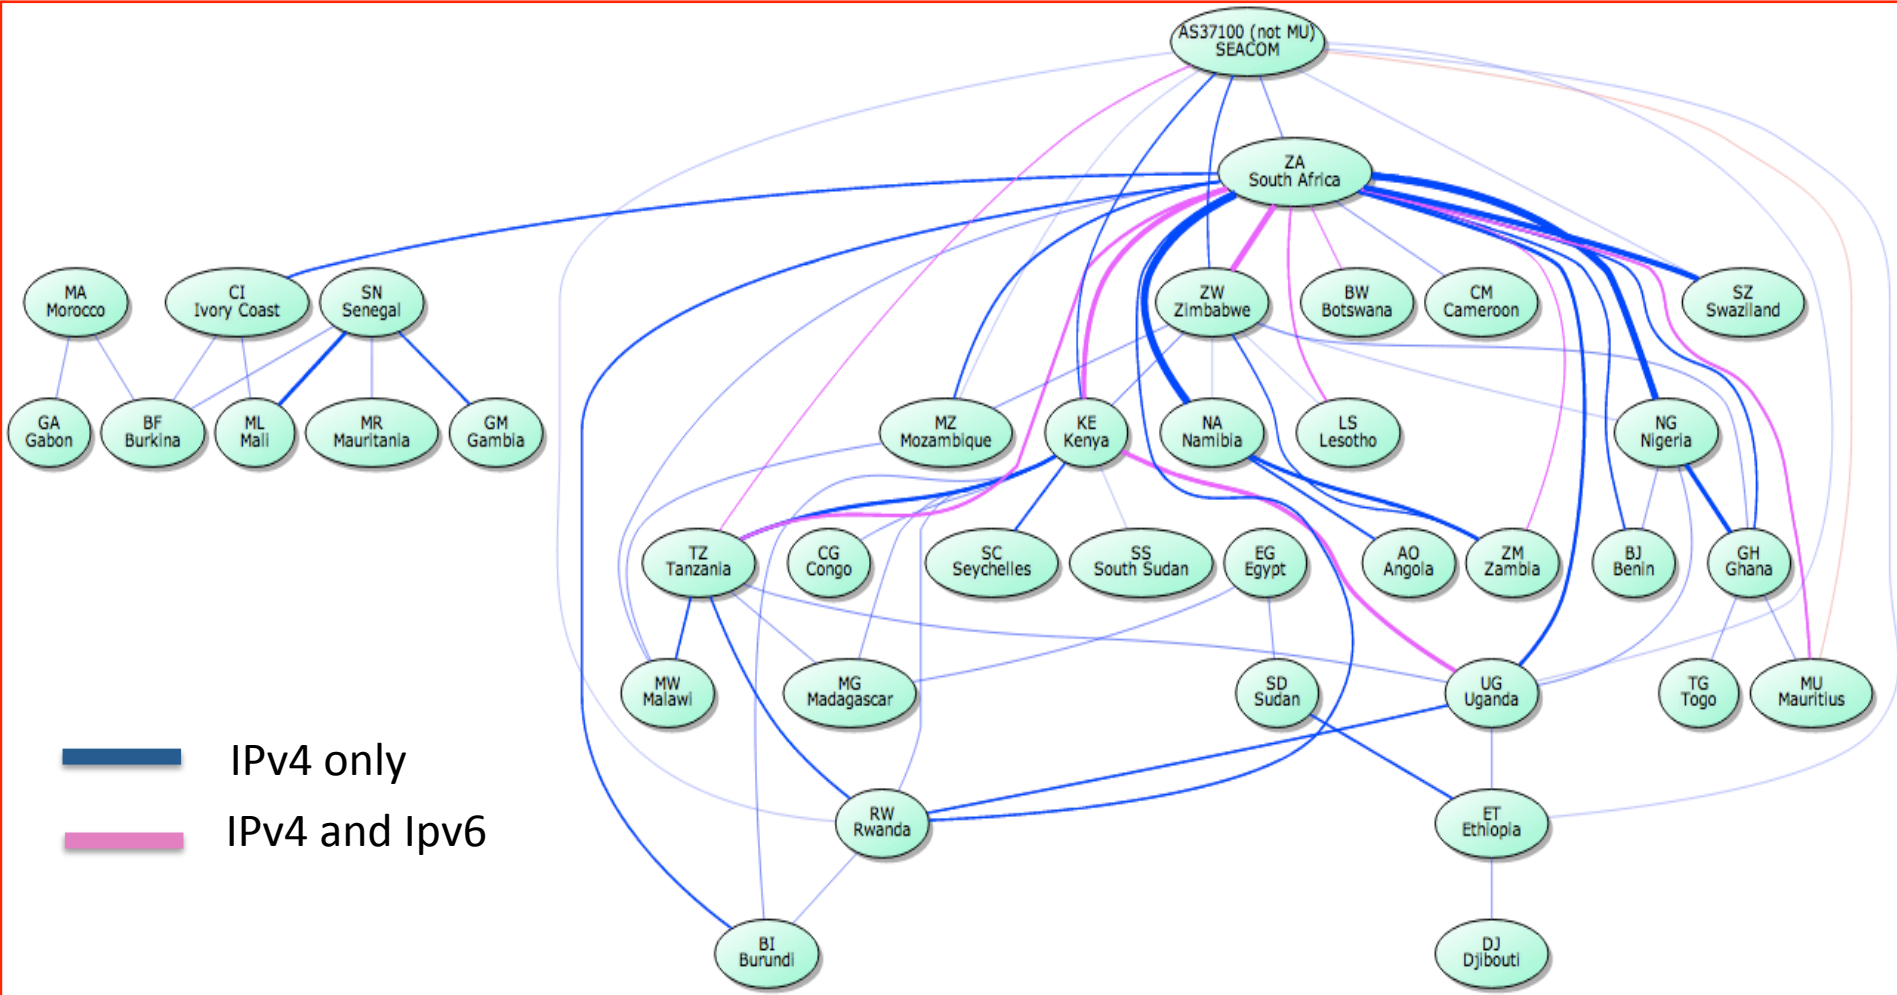 AS37100 (not MU)
SEACOM
ZA
South Africa
MA
Morocco
CI
Ivory Coast
SN
Senegal
ZW
Zimbabwe
BW
Botswana
CM
Cameroon
SZ
Swaziland
GA
Gabon
BF
Burkina
ML
Mali
MR
Mauritania
GM
Gambia
MZ
Mozambique
KE
Kenya
NA
Namibia
LS
Lesotho
NG
Nigeria
TZ
Tanzania
CG
Congo
SC
Seychelles
SS
South Sudan
EG
Egypt
AO
Angola
ZM
Zambia
BJ
Benin
GH
Ghana
MW
Malawi
MG
Madagascar
SD
Sudan
UG
Uganda
TG
Togo
MU
Mauritius
IPv4 only
IPv4 and Ipv6
RW
Rwanda
ET
Ethiopia
BI
Burundi
DJ
Djibouti